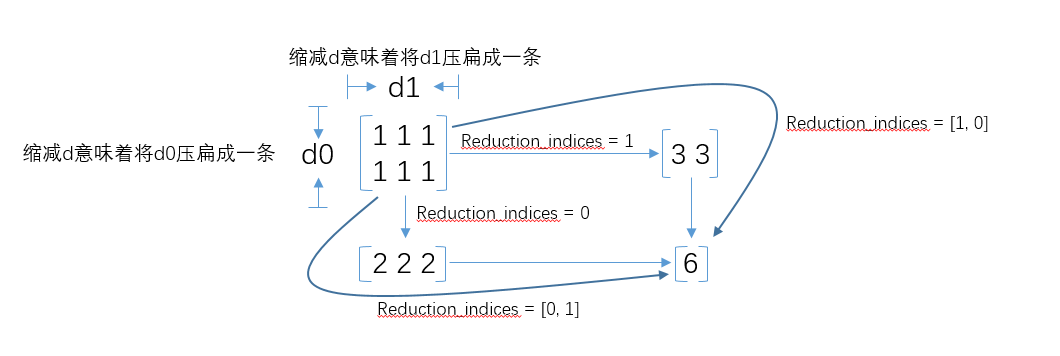 缩减d意味着将d1压扁成一条
d1
Reduction_indices = [1, 0]
1 1 1
Reduction_indices = 1
缩减d意味着将d0压扁成一条
d0
3 3
1 1 1
Reduction_indices = 0
2 2 2
6
Reduction_indices = [0, 1]